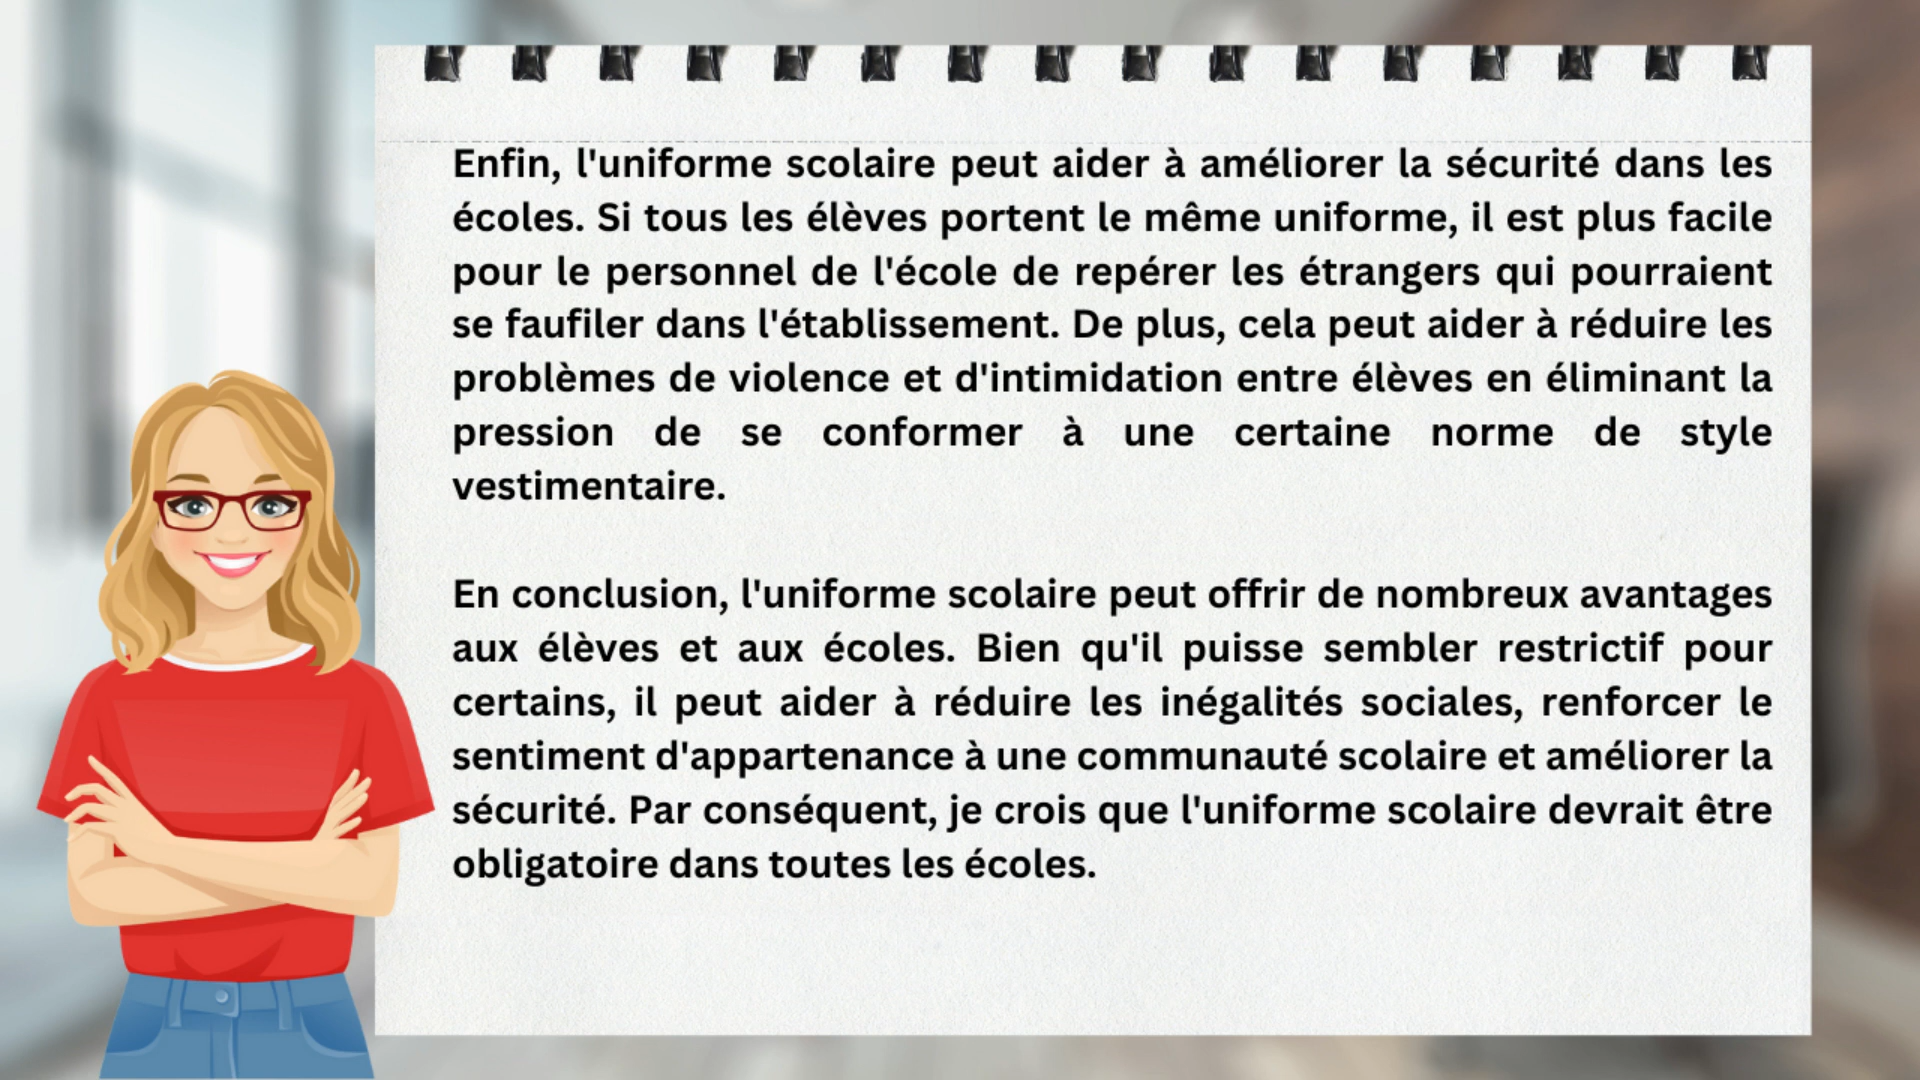 Enfin, l'uniforme scolaire peut aider à améliorer la sécurité dans les
écoles. Si tous les élèves portent le même uniforme, il est plus facile
pour le personnel de l'école de repérer les étrangers qui pourraient
se faufiler dans l'établissement. De plus, cela peut aider à réduire les
problèmes de violence et d'intimidation entre élèves en éliminant la
pression de se conformer à une certaine norme de style
vestimentaire.
En conclusion, l'uniforme scolaire peut offrir de nombreux avantages
aux élèves et aux écoles. Bien qu'il puisse sembler restrictif pour
certains, il peut aider à réduire les inégalités sociales, renforcer le
sentiment d'appartenance à une communauté scolaire et améliorer la
sécurité. Par conséquent, je crois que l'uniforme scolaire devrait être
obligatoire dans toutes les écoles.